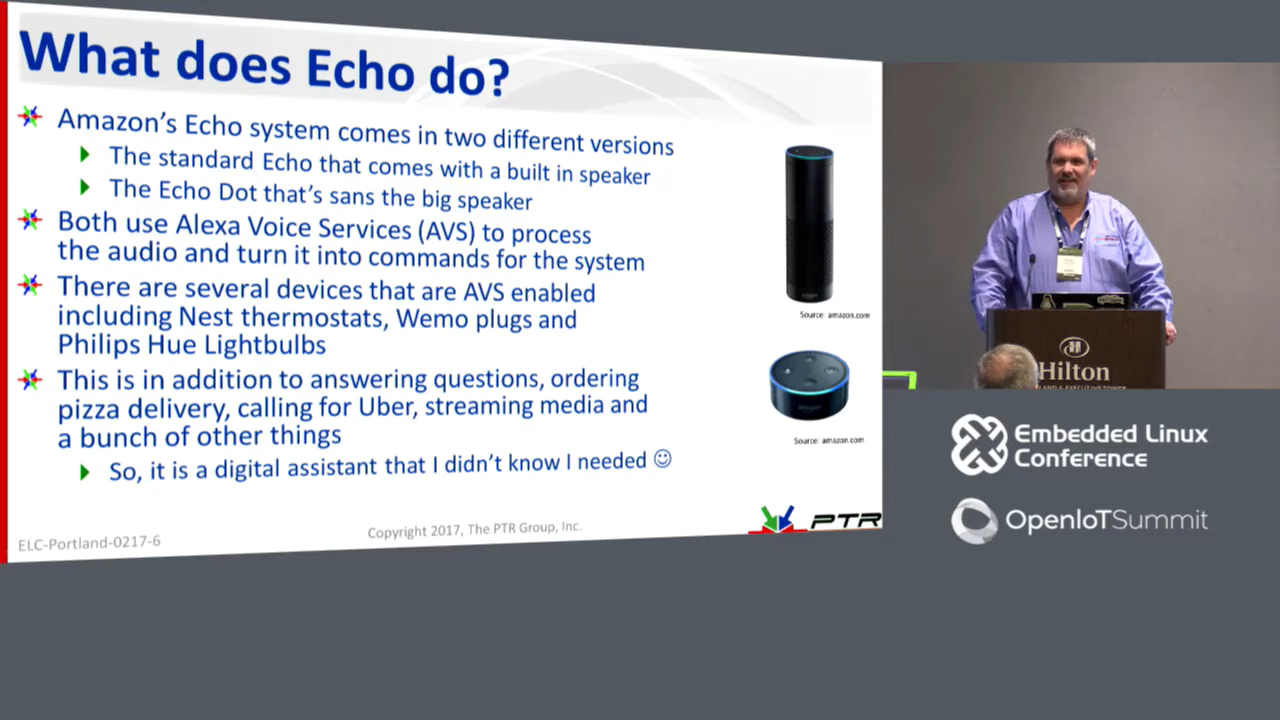 What does Echo do?
Amazon's Echo system comes in two different versions
The standard Echo that comes with a built in speaker
The Echo Dot that's sans the big speaker
Both use Alexa Voice Services (AVS) to process
the audio and turn it into commands for the system
There are several devices that are AVS enabled
including Nest thermostats, Wemo plugs and
Philips Hue Lightbulbs
This is in addition to answering questions, ordering
pizza delivery, calling for Uber, streaming media and
a bunch of other things
So, it is a digital assistant that I didn't know I needed ☺
Source: amazon.com
Source: amazon.com
ELC-Portland-0217-6
Copyright 2017, The PTR Group, Inc.
PTR
Hilton
Embedded Linux
Conference
OpenIoTSummit